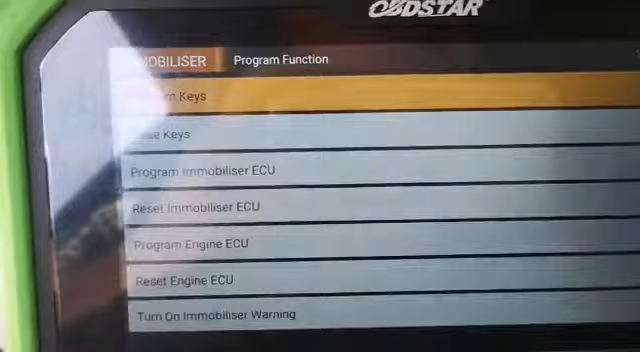 OBDSTAR
MOBILISER Program Function
Keys
Keys
Program Immobiliser ECU
Reset Immobiliser ECU
Program Engine ECU
Reset Engine ECU
Turn On Immobiliser Warning